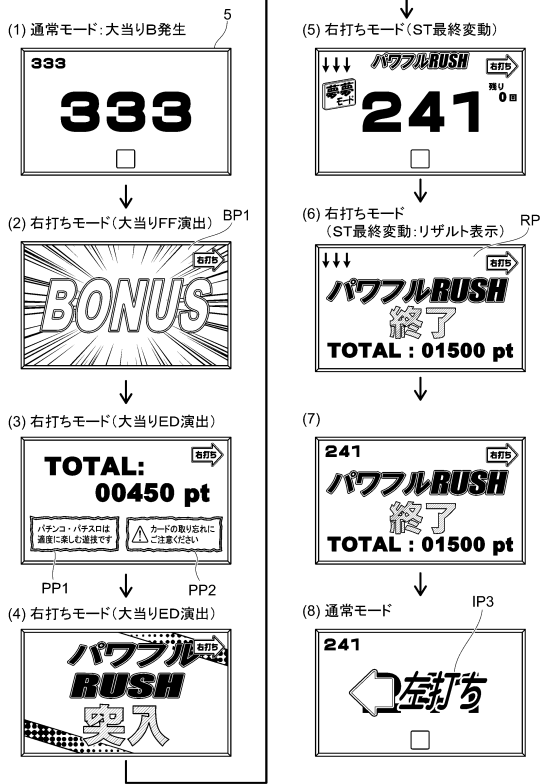 (1) 通常モード：大当りB発生
5
333
333
(2) 右打ちモード（大当りFF演出）
BP1
右打ち
BONUS
(3) 右打ちモード（大当りED演出）
右打ち
TOTAL:
00450 pt
パチンコ・パチスロは
適度に楽しむ遊技です
カードの取り忘れに
ご注意ください
PP1
PP2
(4) 右打ちモード（大当りED演出）
右打ち
パワフル
RUSH
突入
(5) 右打ちモード（ST最終変動）
パワフルRUSH
右打ち
夢夢
モード
241
残り
0回
(6) 右打ちモード
（ST最終変動：リザルト表示）
RP
右打ち
パワフルRUSH
終了
TOTAL : 01500 pt
(7)
241
右打ち
パワフルRUSH
終了
TOTAL : 01500 pt
(8) 通常モード
IP3
241
左打ち